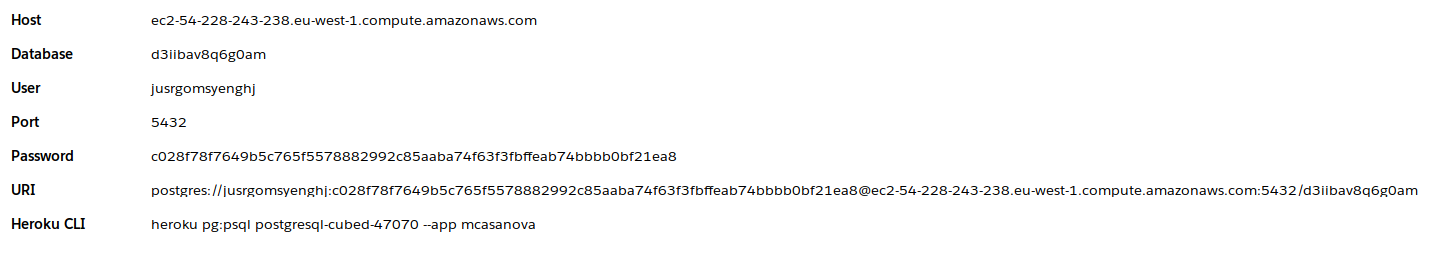 Host ec2-54-228-243-238.eu-west-1.compute.amazonaws.com
Database d3iibav8q6g0am
User jusrgomsyenghj
Port 5432
Password c028f78f7649b5c765f5578882992c85aaba74f63f3fbffeab74bbbb0bf21ea8
URI postgres://jusrgomsyenghj:c028f78f7649b5c765f5578882992c85aaba74f63f3fbffeab74bbbb0bf21ea8@ec2-54-228-243-238.eu-west-1.compute.amazonaws.com:5432/d3iibav8q6g0am
Heroku CLI heroku pg:psql postgresql-cubed-47070 --app mcasanova